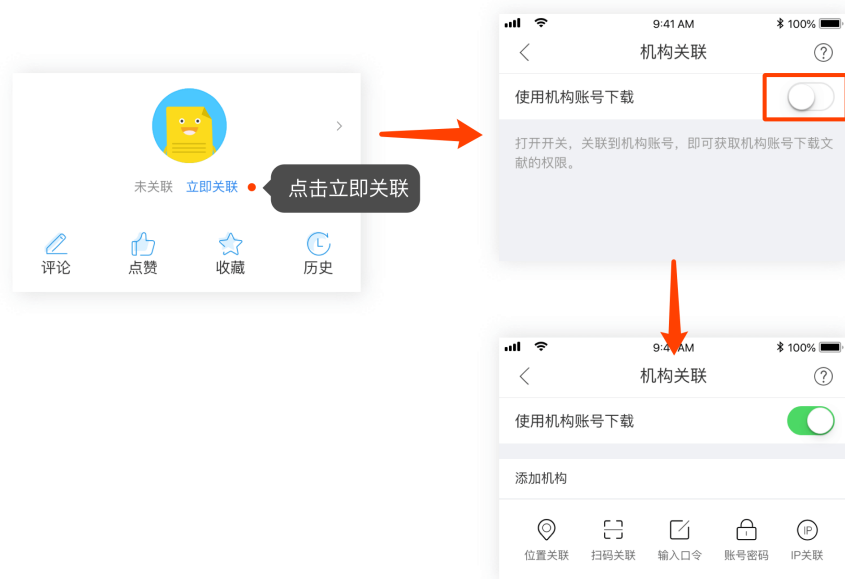 未关联 立即关联
点击立即关联
评论 点赞 收藏 历史
9:41 AM 100%
机构关联
使用机构账号下载
打开开关，关联到机构账号，即可获取机构账号下载文
献的权限。
9:41 AM 100%
机构关联
使用机构账号下载
添加机构
IP
位置关联 扫码关联 输入口令 账号密码 IP关联